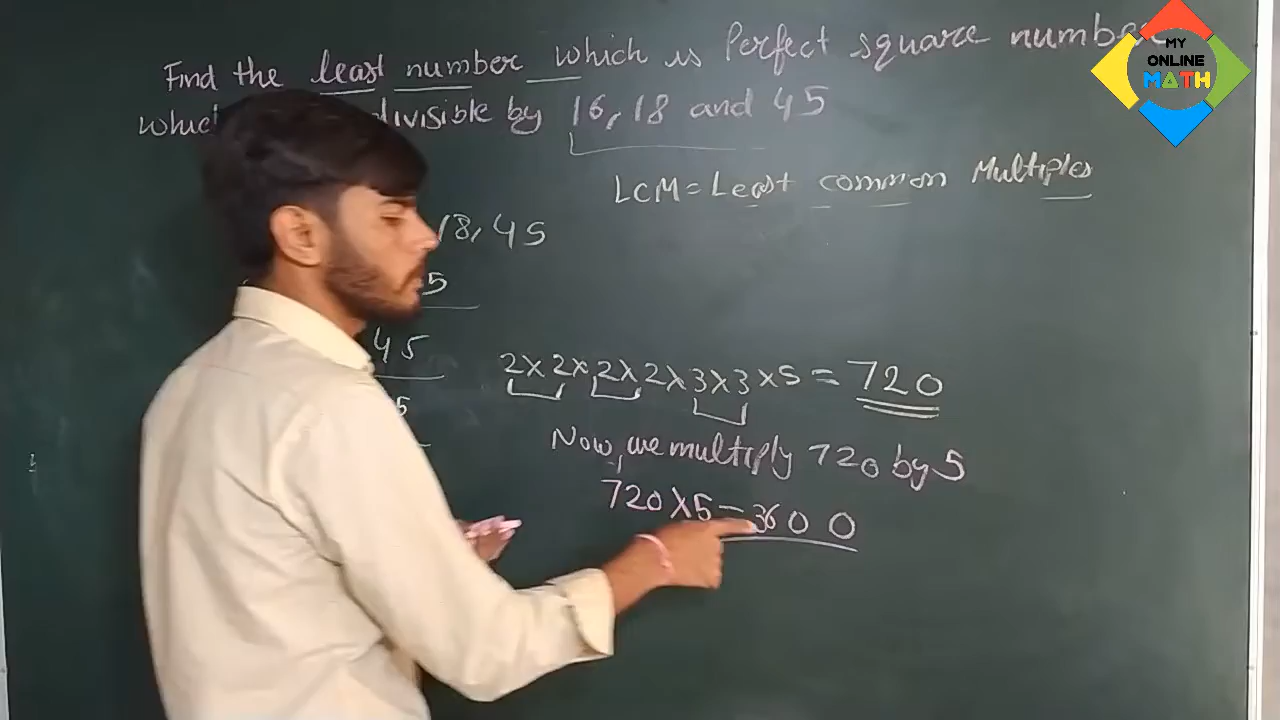 Find the least number which is Perfect square number
divisible by 16, 18 and 45
LCM = Least common Multiples
18, 45
5
45
5
2×2×2×2×3×3×5 = 720
Now, we multiply 720 by 5
720×5=3600
MY
ONLINE
MATH